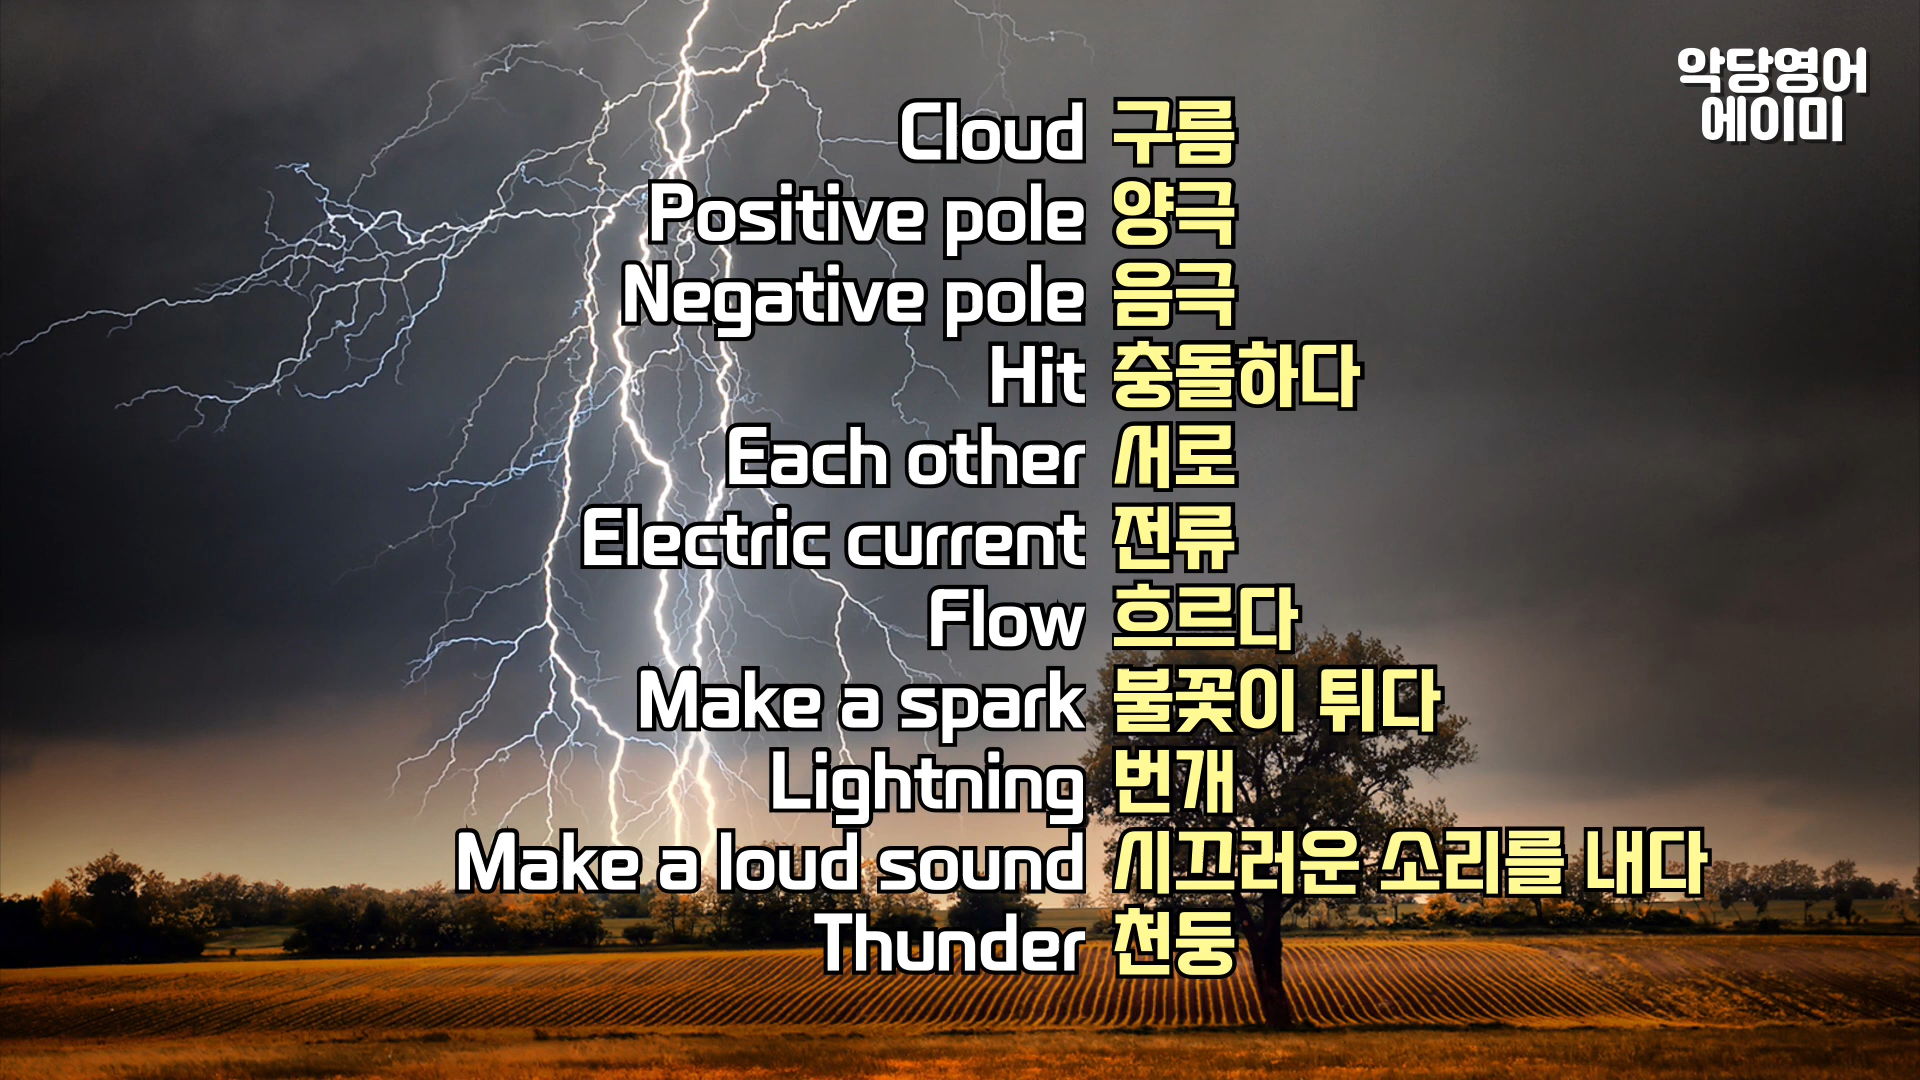 악당영어
에이미
Cloud 구름
Positive pole 양극
Negative pole 음극
Hit 충돌하다
Each other 서로
Electric current 전류
Flow 흐르다
Make a spark 불꽃이 튀다
Lightning 번개
Make a loud sound 시끄러운 소리를 내다
Thunder 천둥